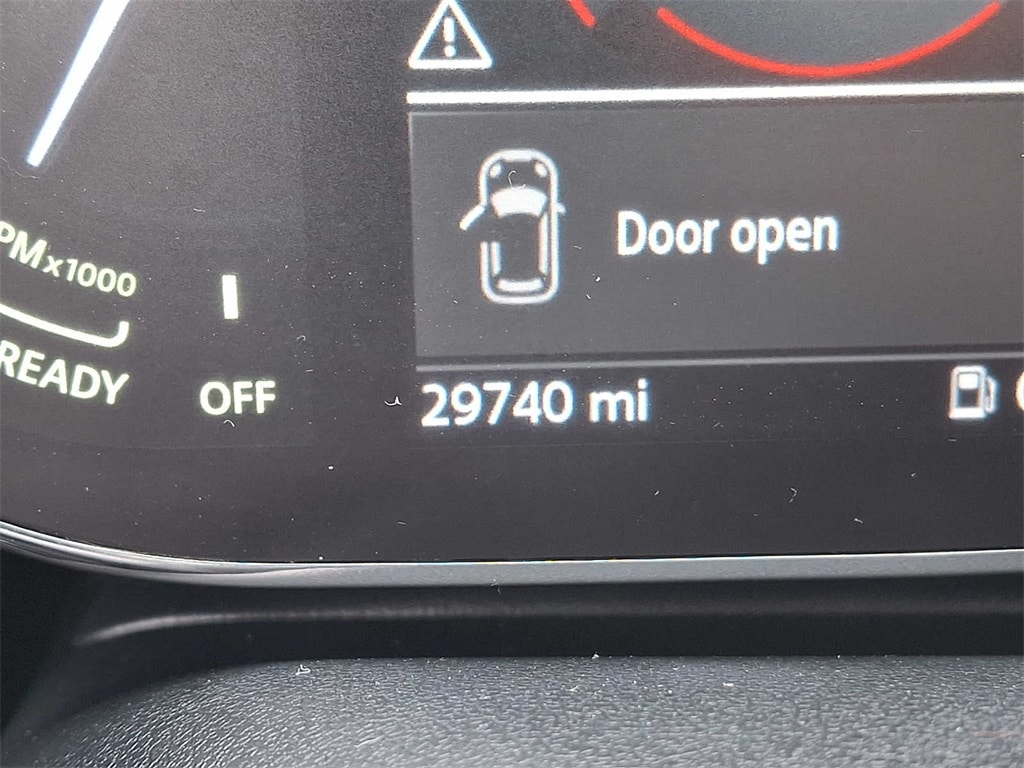 Door open
PMx1000
READY
OFF
29740 mi